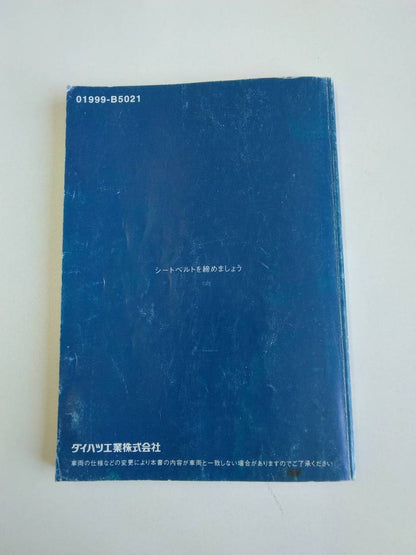 01999-B5021
シートベルトを締めましょう
ダイハツ工業株式会社
車両の仕様などの変更により本書の内容が車両と一致しない場合がありますのでご了承ください